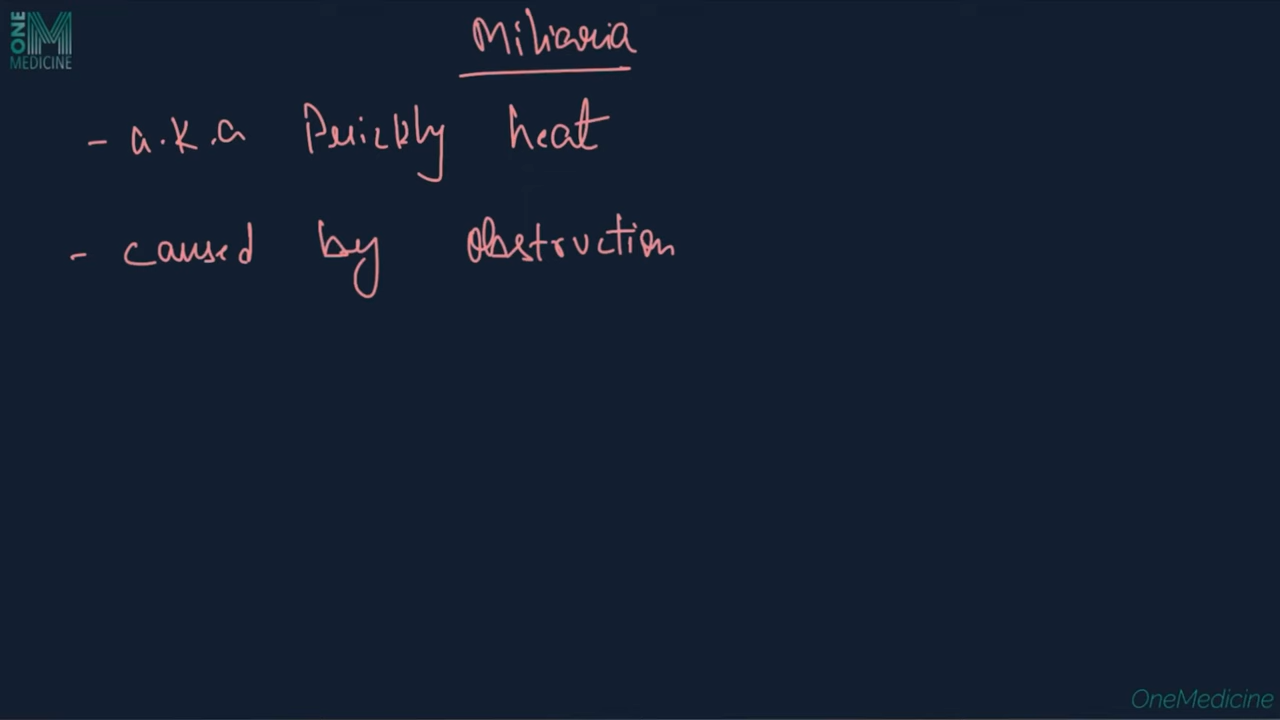 ONE M
MEDICINE
Miliaria
- a.k.a Prickly heat
- caused by obstruction
OneMedicine